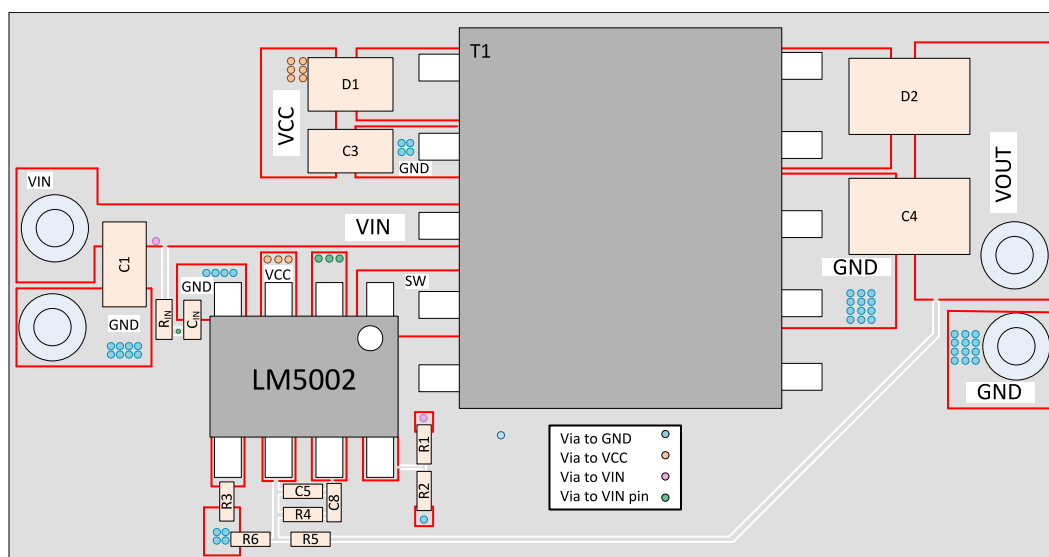 T1
D1
D2
VCC
C3
GND
VIN
VOUT
C4
VIN
C1
GND
VCC
SW
GND
GND
RIN
CIN
LM5002
GND
R1
Via to GND
Via to VCC
Via to VIN
Via to VIN pin
R3
C5
C8
R2
R4
R6
R5